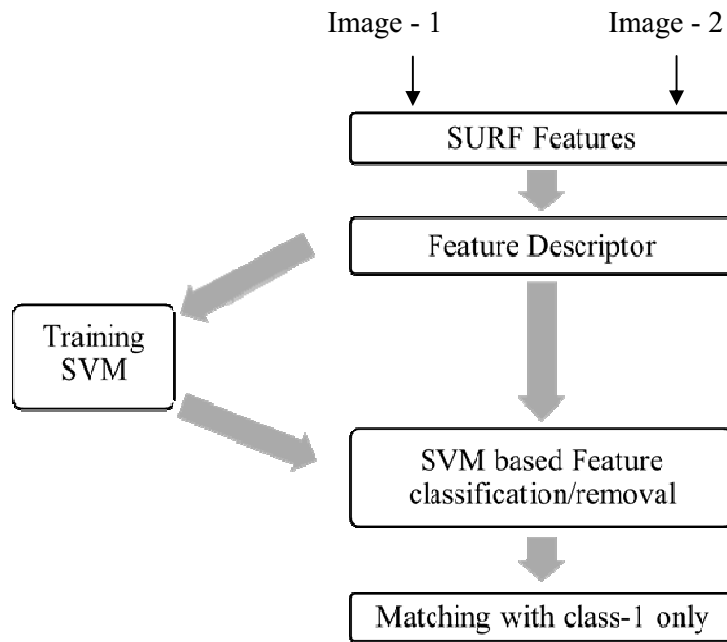 Image - 1
Image - 2
SURF Features
Feature Descriptor
Training
SVM
SVM based Feature
classification/removal
Matching with class-1 only